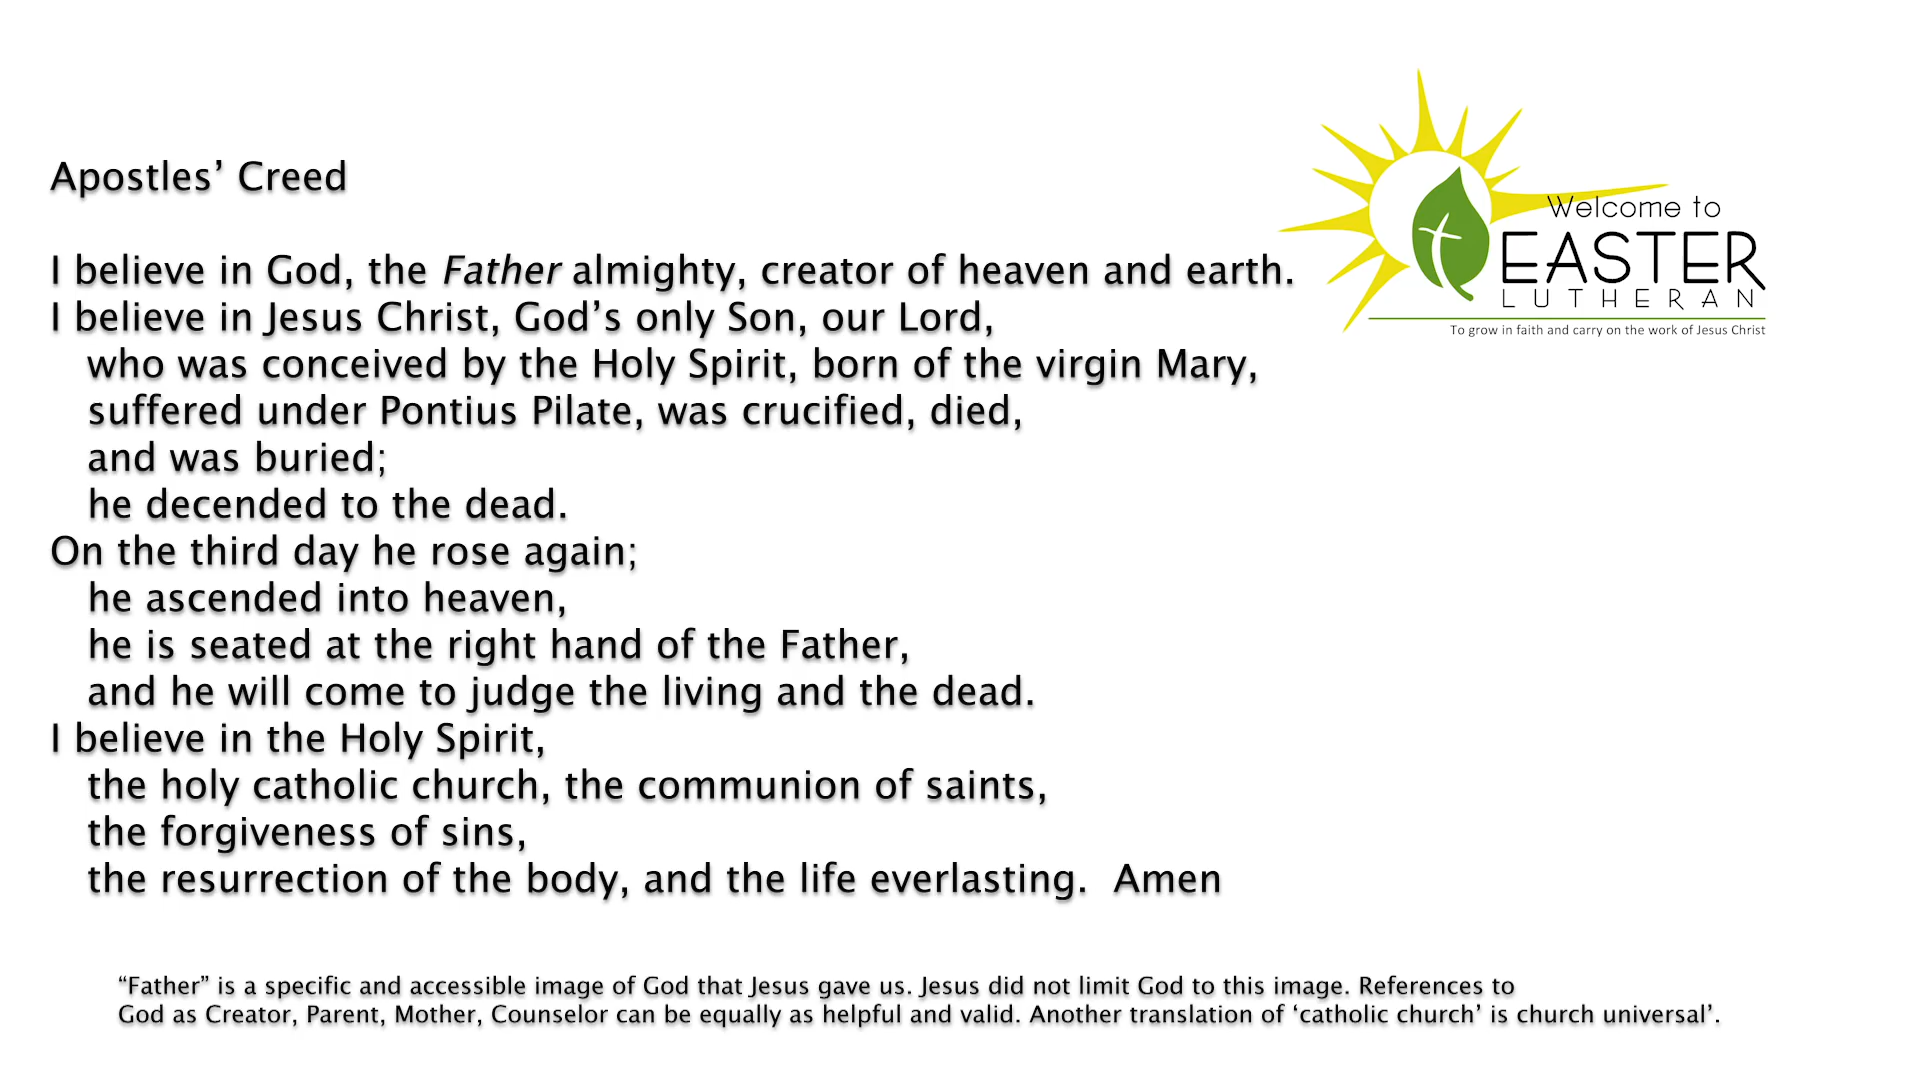 Apostles’ Creed
I believe in God, the Father almighty, creator of heaven and earth.
I believe in Jesus Christ, God’s only Son, our Lord,
who was conceived by the Holy Spirit, born of the virgin Mary,
suffered under Pontius Pilate, was crucified, died,
and was buried;
he decended to the dead.
On the third day he rose again;
he ascended into heaven,
he is seated at the right hand of the Father,
and he will come to judge the living and the dead.
I believe in the Holy Spirit,
the holy catholic church, the communion of saints,
the forgiveness of sins,
the resurrection of the body, and the life everlasting.  Amen
“Father” is a specific and accessible image of God that Jesus gave us. Jesus did not limit God to this image. References to
God as Creator, Parent, Mother, Counselor can be equally as helpful and valid. Another translation of ‘catholic church’ is church universal’.
Welcome to
EASTER
LUTHERAN
To grow in faith and carry on the work of Jesus Christ